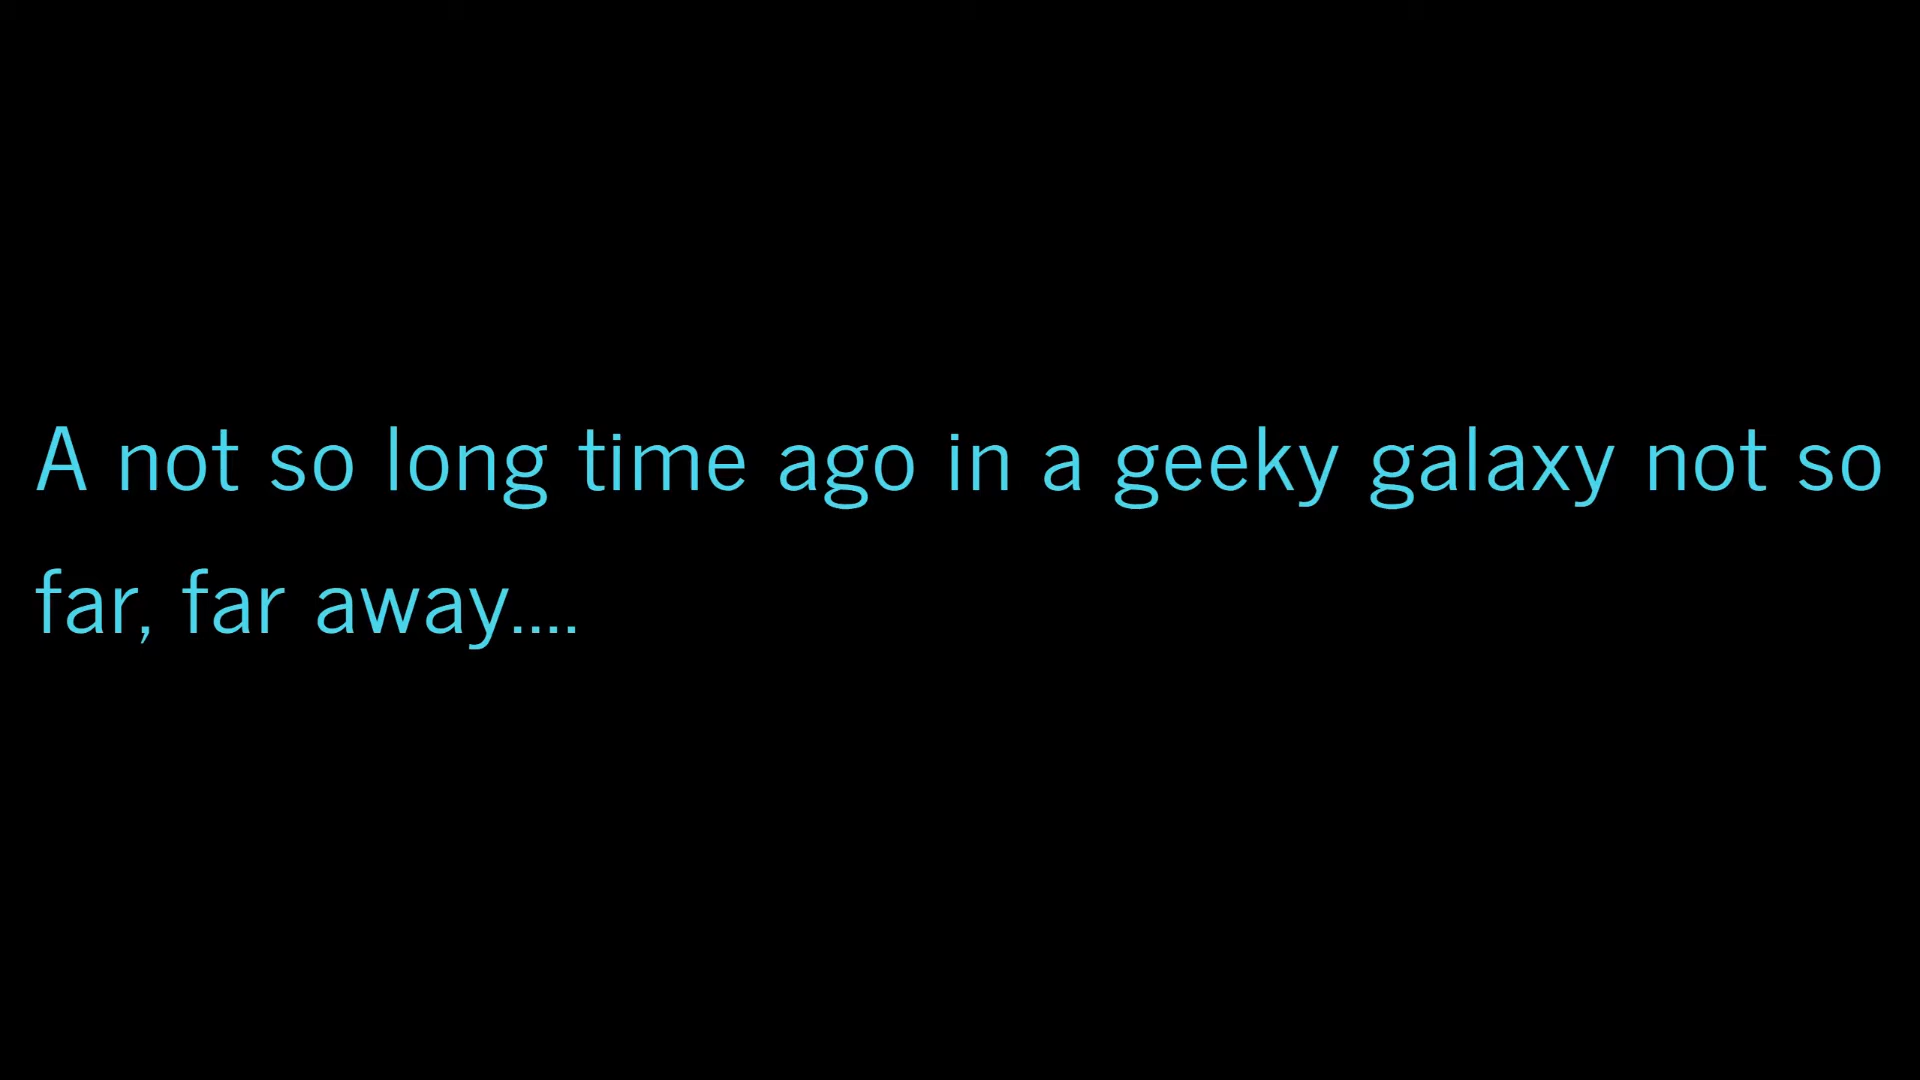 A not so long time ago in a geeky galaxy not so
far, far away....